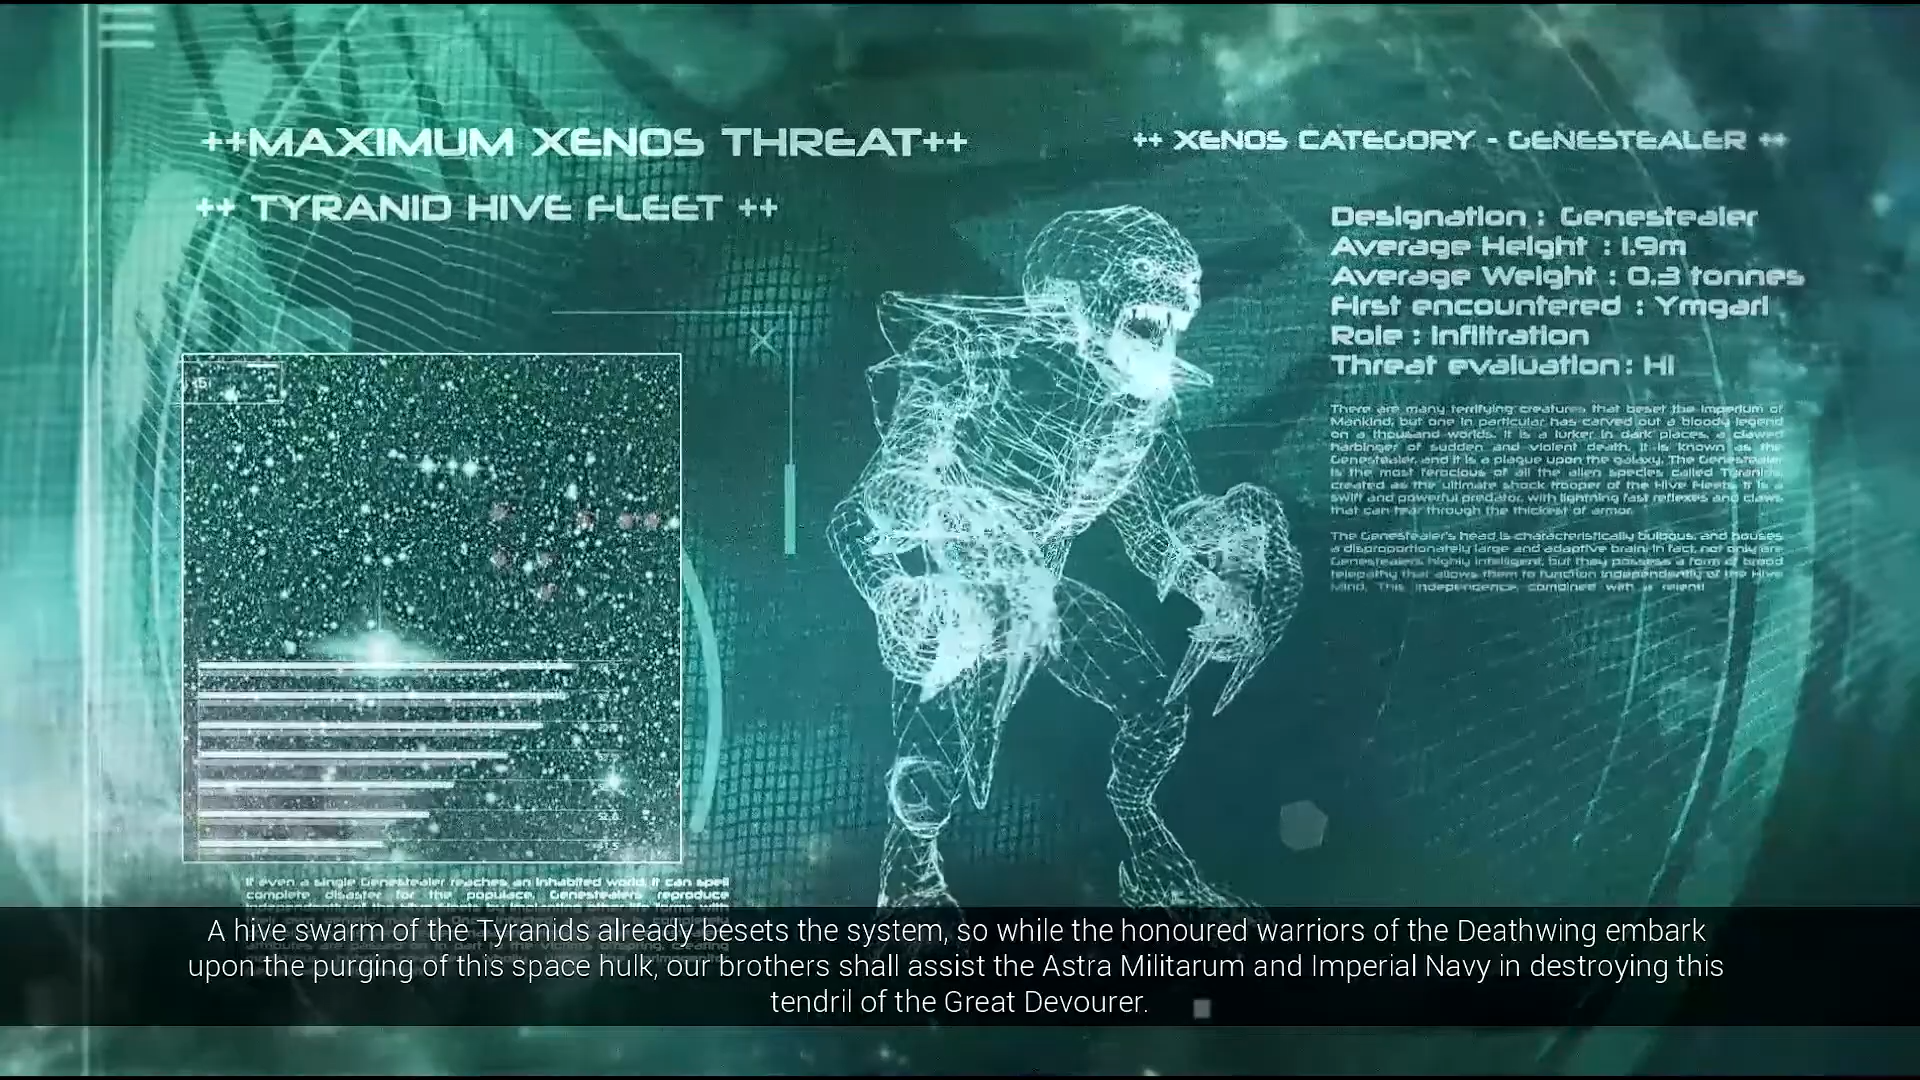 ++MAXIMUM XENOS THREAT++
++ TYRANID HIVE FLEET ++
++ XENOS CATEGORY - GENESTEALER ++
Designation : Genestealer
Average Height : 1.9m
Average Weight : 0.3 tonnes
First encountered : Ymgarl
Role : Infiltration
Threat evaluation : HI
There are many terrifying creatures that beset the Imperium of
Mankind, but one in particular has carved out a bloody legend
on a thousand worlds. It is a lurker in dark places, a clawed
harbinger of sudden and violent death. It is known as the
Genestealer, and it is a plague upon the galaxy. The Genestealer
is the most ferocious of all the alien species called Tyranids,
created as the ultimate shock trooper of the Hive Fleets. It is a
swift and powerful predator, with lightning fast reflexes and claws
that can tear through the thickest of armor.
The Genestealer's head is characteristically bulbous, and houses
a disproportionately large and adaptive brain. In fact, not only are
Genestealers highly intelligent, but they possess a form of brood
telepathy that allows them to function independently of the Hive
Mind. This independence, combined with a
If even a single Genestealer reaches an inhabited world, it can spell
complete disaster for the populace. Genestealers reproduce
A hive swarm of the Tyranids already besets the system, so while the honoured warriors of the Deathwing embark
upon the purging of this space hulk, our brothers shall assist the Astra Militarum and Imperial Navy in destroying this
tendril of the Great Devourer.